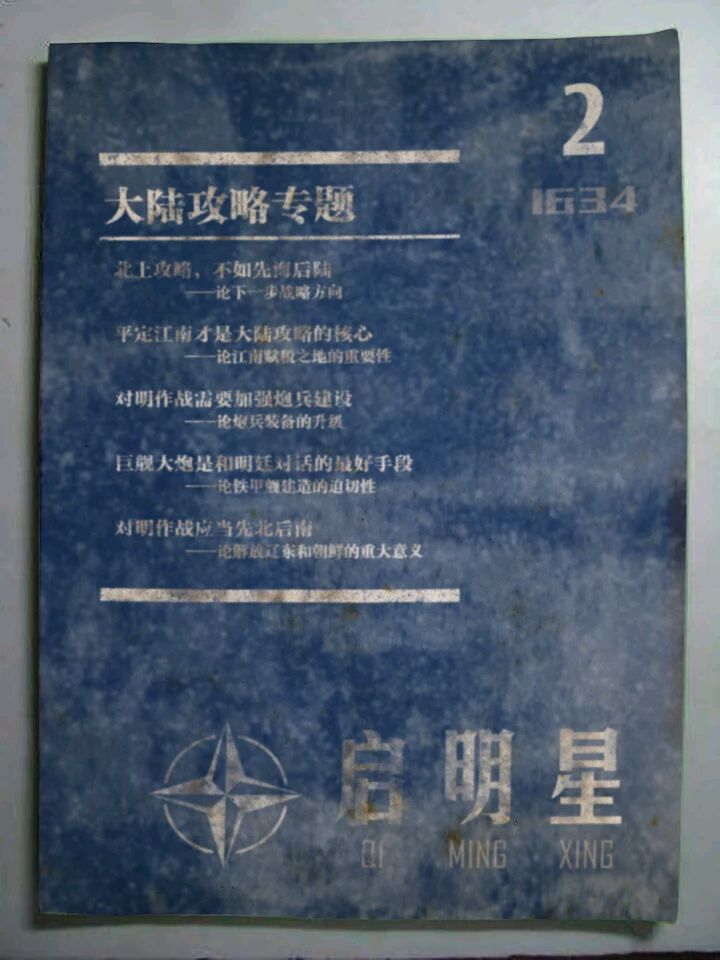 2
1634
大陆攻略专题
北上攻略，不如先海后陆
——论下一步战略方向
平定江南才是大陆攻略的核心
——论江南赋税之地的重要性
对明作战需要加强炮兵建设
——论炮兵装备的升级
巨舰大炮是和明廷对话的最好手段
——论铁甲舰建造的迫切性
对明作战应当先北后南
——论解放辽东和朝鲜的重大意义
启明星
QI MING XING